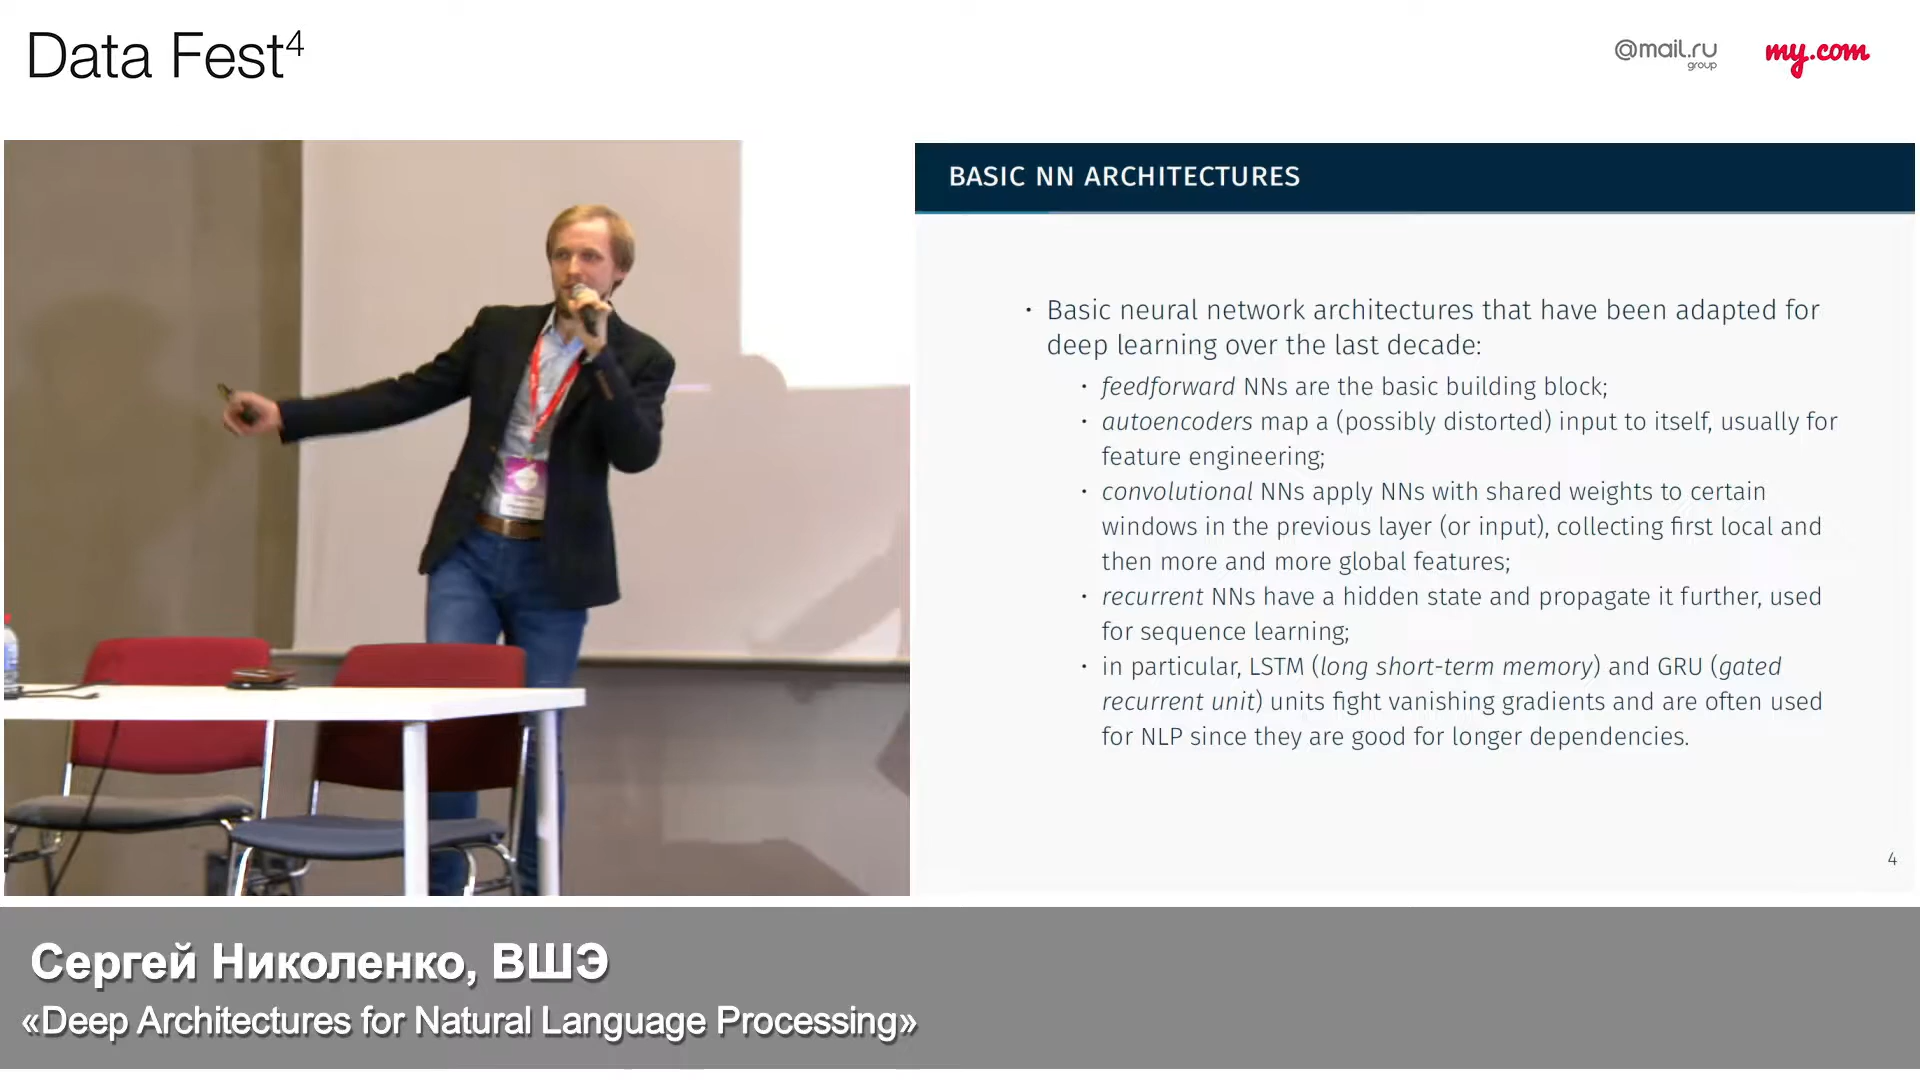 Data Fest⁴
@mail.ru
group
my.com
BASIC NN ARCHITECTURES
· Basic neural network architectures that have been adapted for
deep learning over the last decade:
· feedforward NNs are the basic building block;
· autoencoders map a (possibly distorted) input to itself, usually for
feature engineering;
· convolutional NNs apply NNs with shared weights to certain
windows in the previous layer (or input), collecting first local and
then more and more global features;
· recurrent NNs have a hidden state and propagate it further, used
for sequence learning;
· in particular, LSTM (long short-term memory) and GRU (gated
recurrent unit) units fight vanishing gradients and are often used
for NLP since they are good for longer dependencies.
4
Сергей Николенко, ВШЭ
«Deep Architectures for Natural Language Processing»